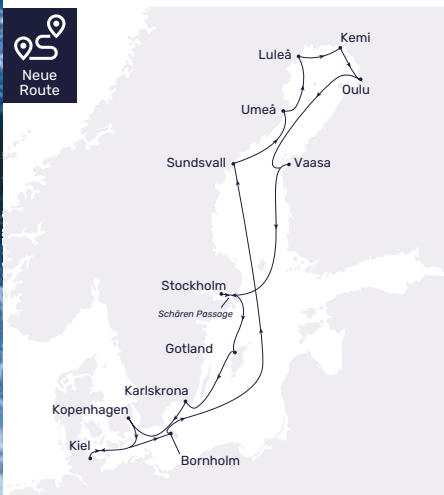 Neue
Route
Kemi
Luleå
Oulu
Umeå
Sundsvall
Vaasa
Stockholm
Schären Passage
Gotland
Karlskrona
Kopenhagen
Kiel
Bornholm